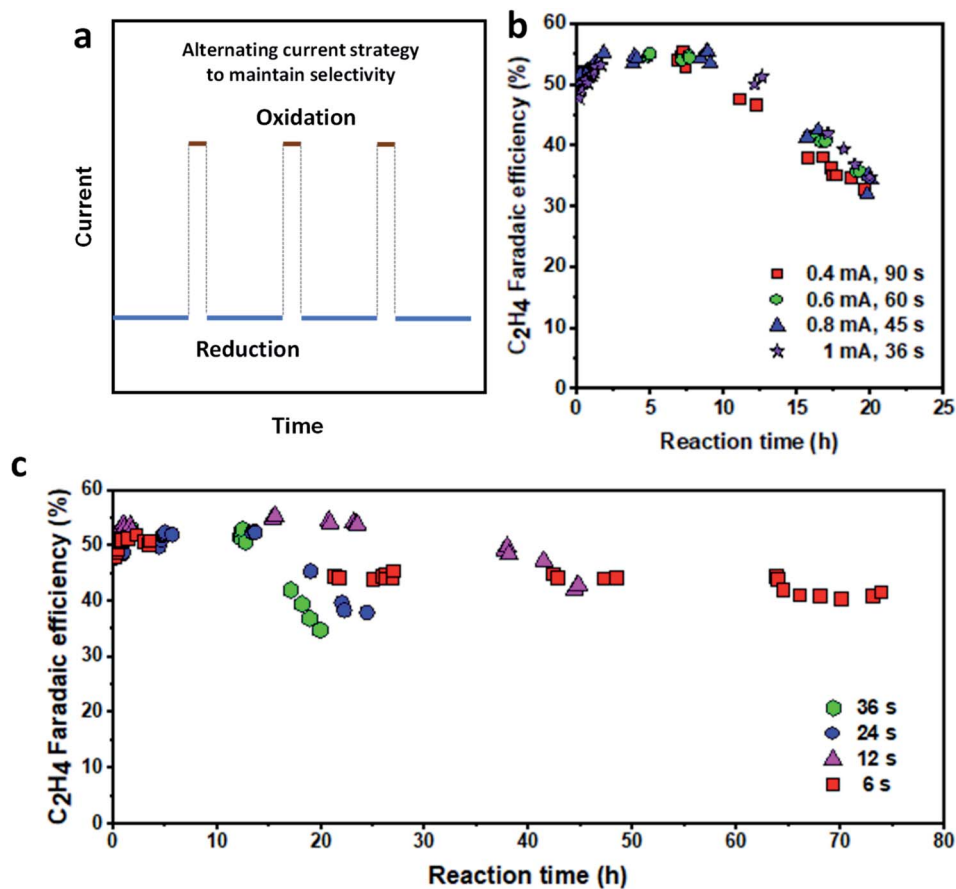 a
Alternating current strategy
to maintain selectivity
Oxidation
Reduction
Current
Time
b
C₂H₄ Faradaic efficiency (%)
60
50
40
30
20
10
0
0.4 mA, 90 s
0.6 mA, 60 s
0.8 mA, 45 s
1 mA, 36 s
0 5 10 15 20 25
Reaction time (h)
c
C₂H₄ Faradaic efficiency (%)
60
50
40
30
20
10
0
36 s
24 s
12 s
6 s
0 10 20 30 40 50 60 70 80
Reaction time (h)